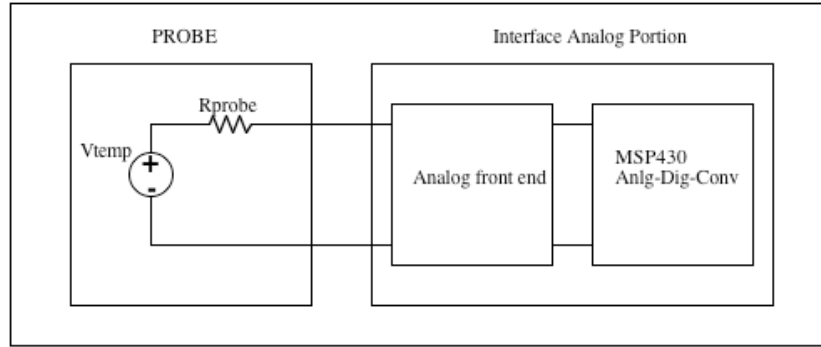 PROBE
Interface Analog Portion
Rprobe
Vtemp
+
-
Analog front end
MSP430
Anlg-Dig-Conv